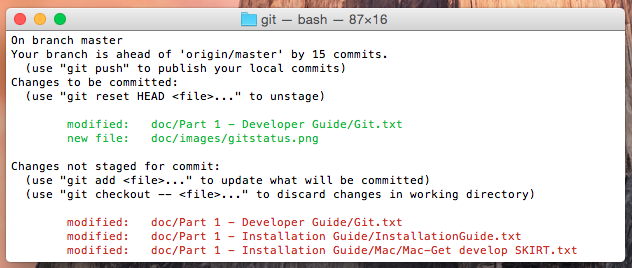 git — bash — 87×16
On branch master
Your branch is ahead of 'origin/master' by 15 commits.
  (use "git push" to publish your local commits)
Changes to be committed:
  (use "git reset HEAD <file>..." to unstage)

        modified:   doc/Part 1 - Developer Guide/Git.txt
        new file:   doc/images/gitstatus.png

Changes not staged for commit:
  (use "git add <file>..." to update what will be committed)
  (use "git checkout -- <file>..." to discard changes in working directory)

        modified:   doc/Part 1 - Developer Guide/Git.txt
        modified:   doc/Part 1 - Installation Guide/InstallationGuide.txt
        modified:   doc/Part 1 - Installation Guide/Mac/Mac-Get develop SKIRT.txt